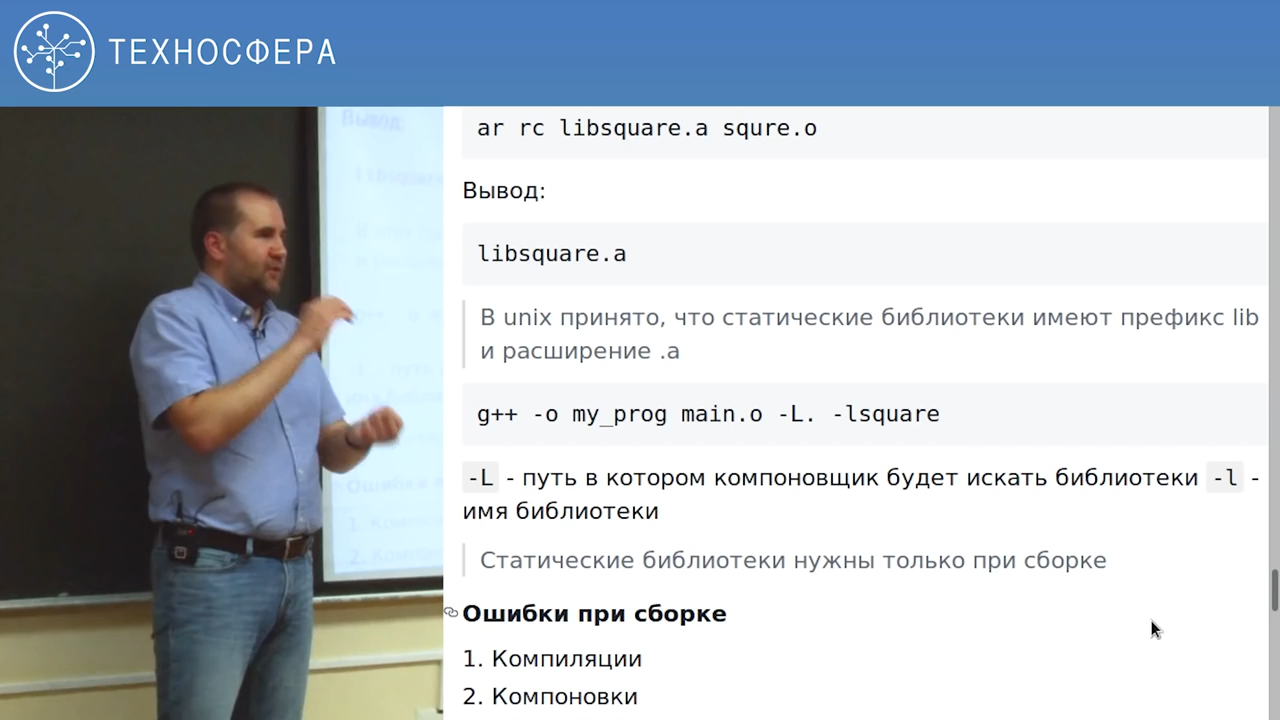 ТЕХНОСФЕРА
ar rc libsquare.a squre.o
Вывод:
libsquare.a
В unix принято, что статические библиотеки имеют префикс lib
и расширение .a
g++ -o my_prog main.o -L. -lsquare
-L - путь в котором компоновщик будет искать библиотеки -l -
имя библиотеки
Статические библиотеки нужны только при сборке
Ошибки при сборке
1. Компиляции
2. Компоновки
Вывод